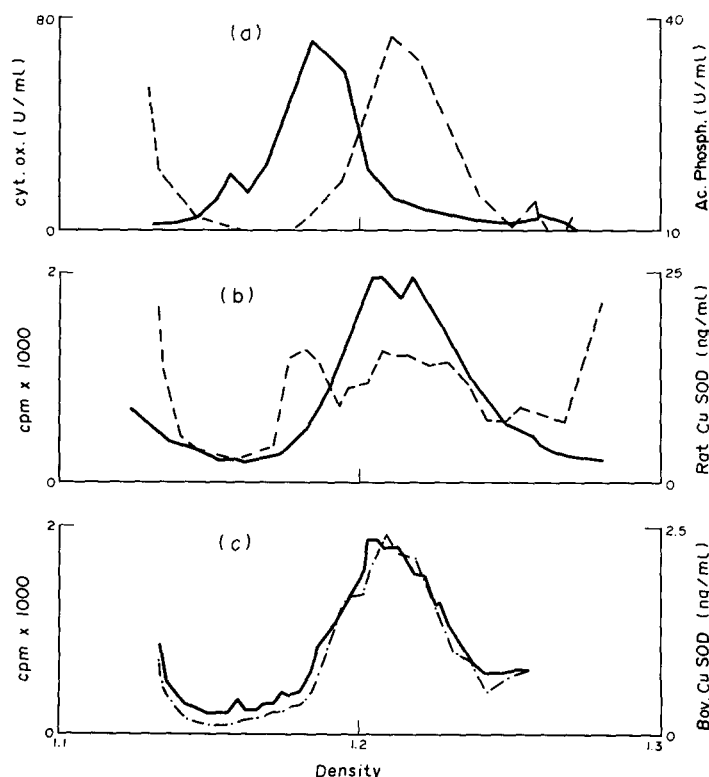 (a)
80
0
cyt. ox. (U/ml)
40
10
Ac. Phosph. (U/ml)
(b)
2
0
cpm x 1000
25
0
Rat Cu SOD (ng/ml)
(c)
2
0
cpm x 1000
2.5
0
Bov. Cu SOD (ng/ml)
1.1
1.2
1.3
Density